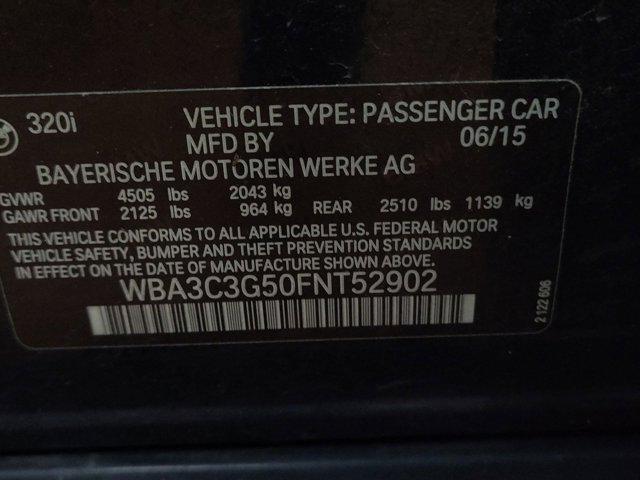 320i VEHICLE TYPE: PASSENGER CAR
MFD BY 06/15
BAYERISCHE MOTOREN WERKE AG
GVWR 4505 lbs 2043 kg
GAWR FRONT 2125 lbs 964 kg REAR 2510 lbs 1139 kg
THIS VEHICLE CONFORMS TO ALL APPLICABLE U.S. FEDERAL MOTOR
VEHICLE SAFETY, BUMPER AND THEFT PREVENTION STANDARDS
IN EFFECT ON THE DATE OF MANUFACTURE SHOWN ABOVE.
WBA3C3G50FNT52902
2 122 606